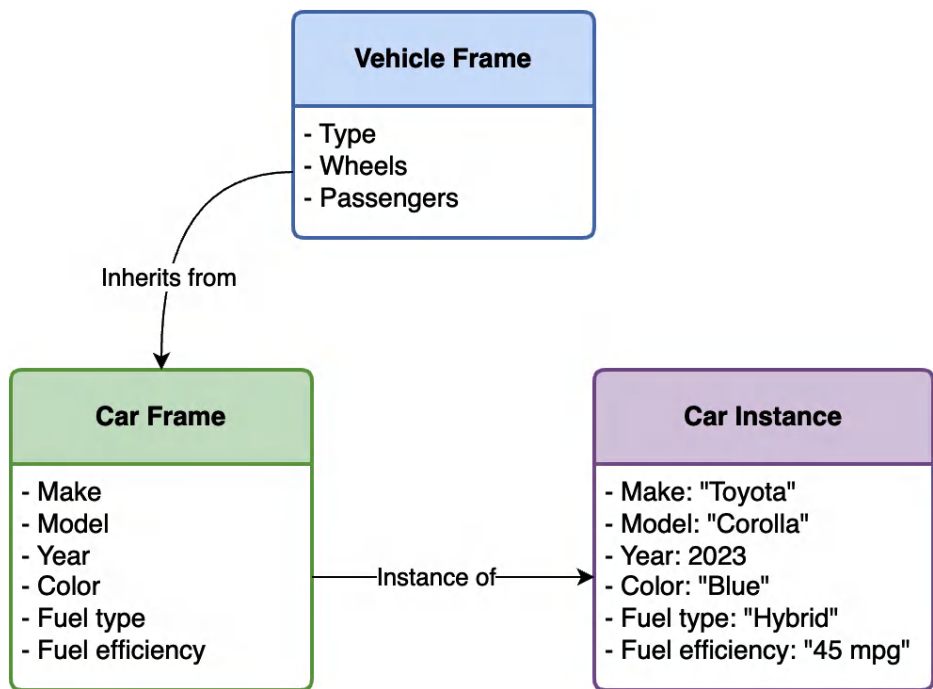 Vehicle Frame
- Type
- Wheels
- Passengers
Inherits from
Car Frame
- Make
- Model
- Year
- Color
- Fuel type
- Fuel efficiency
Instance of
Car Instance
- Make: "Toyota"
- Model: "Corolla"
- Year: 2023
- Color: "Blue"
- Fuel type: "Hybrid"
- Fuel efficiency: "45 mpg"